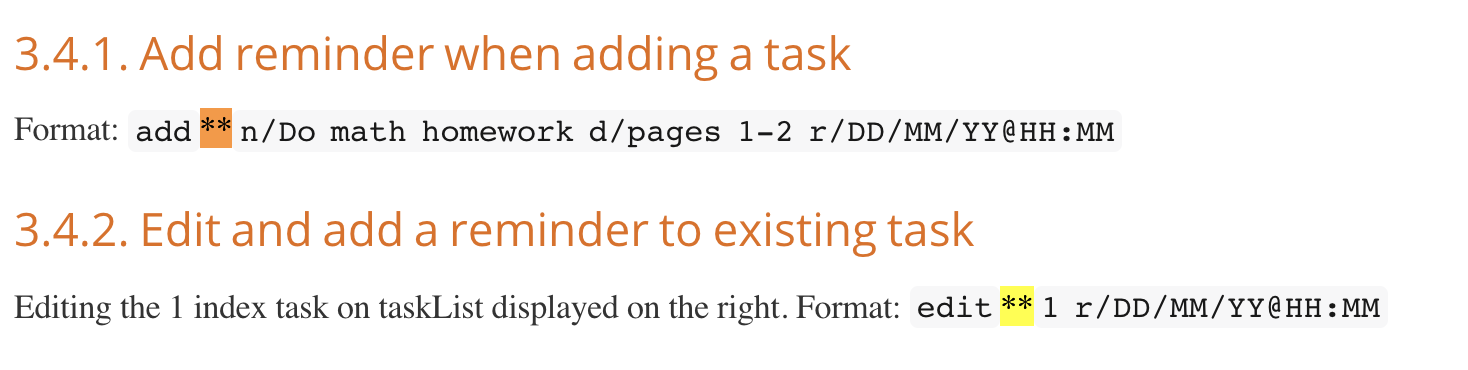 3.4.1. Add reminder when adding a task
Format: add ** n/Do math homework d/pages 1-2 r/DD/MM/YY@HH:MM
3.4.2. Edit and add a reminder to existing task
Editing the 1 index task on taskList displayed on the right. Format: edit ** 1 r/DD/MM/YY@HH:MM